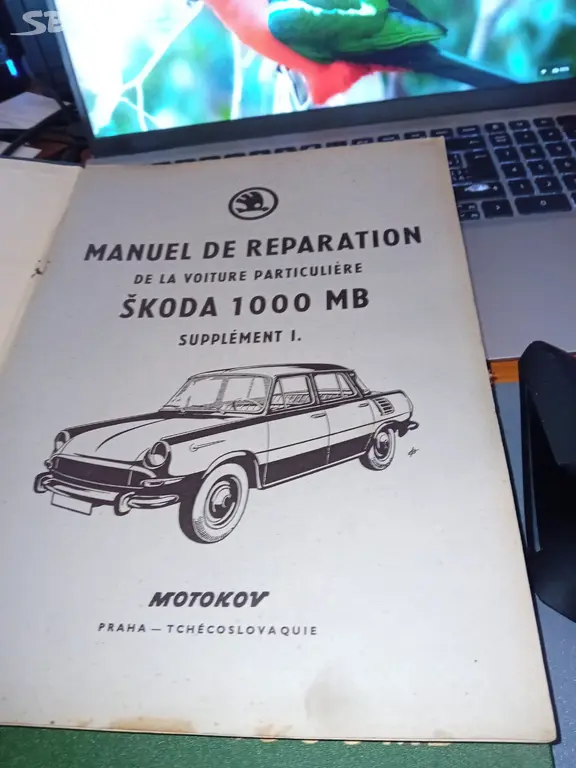 MANUEL DE REPARATION
DE LA VOITURE PARTICULIÈRE
ŠKODA 1000 MB
SUPPLÉMENT I.
MOTOKOV
PRAHA — TCHÉCOSLOVAQUIE